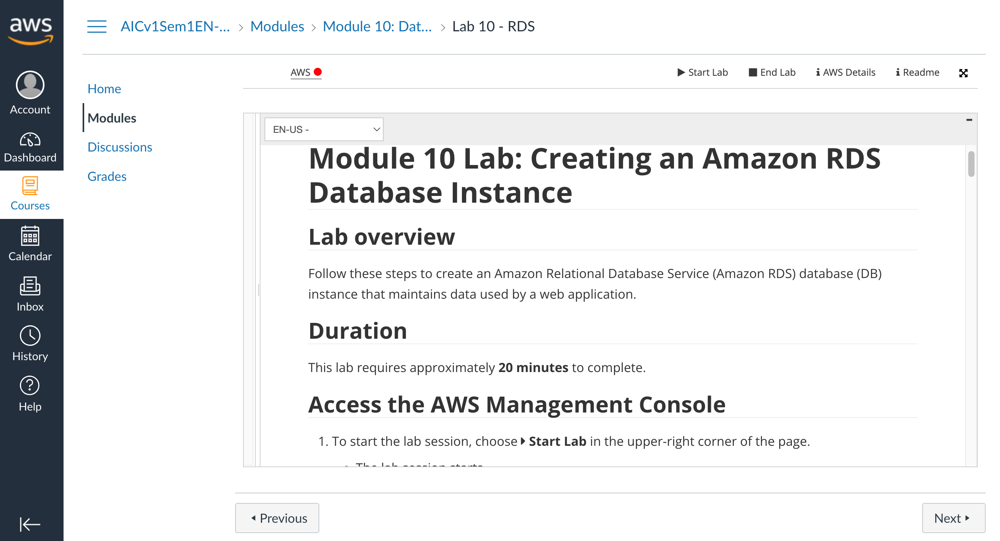 aws
Account
Dashboard
Courses
Calendar
Inbox
History
Help
AICv1Sem1EN-... > Modules > Module 10: Dat... > Lab 10 - RDS
Home
Modules
Discussions
Grades
AWS
Start Lab
End Lab
AWS Details
Readme
EN-US -
Module 10 Lab: Creating an Amazon RDS
Database Instance
Lab overview
Follow these steps to create an Amazon Relational Database Service (Amazon RDS) database (DB)
instance that maintains data used by a web application.
Duration
This lab requires approximately 20 minutes to complete.
Access the AWS Management Console
1. To start the lab session, choose Start Lab in the upper-right corner of the page.
The lab session starts.
Previous
Next